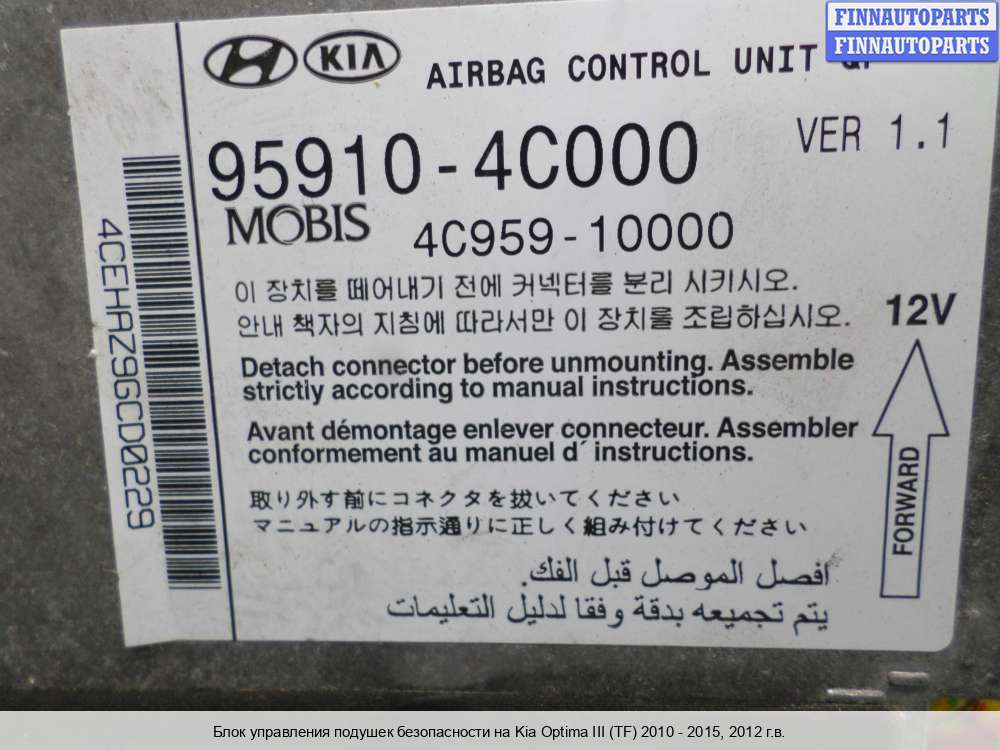 FINNAUTOPARTS
FINNAUTOPARTS
KIA AIRBAG CONTROL UNIT
95910-4C000 VER 1.1
MOBIS 4C959-10000
이 장치를 떼어내기 전에 커넥터를 분리 시키시오.
안내 책자의 지침에 따라서만 이 장치를 조립하십시오.
12V
Detach connector before unmounting. Assemble
strictly according to manual instructions.
Avant démontage enlever connecteur. Assembler
conformement au manuel d´ instructions.
取り外す前にコネクタを抜いてください
マニュアルの指示通りに正しく組み付けてください
افصل الموصل قبل الفك.
يتم تجميعه بدقة وفقا لدليل التعليمات
FORWARD
4CEHAZ96CD0229
Блок управления подушек безопасности на Kia Optima III (TF) 2010 - 2015, 2012 г.в.